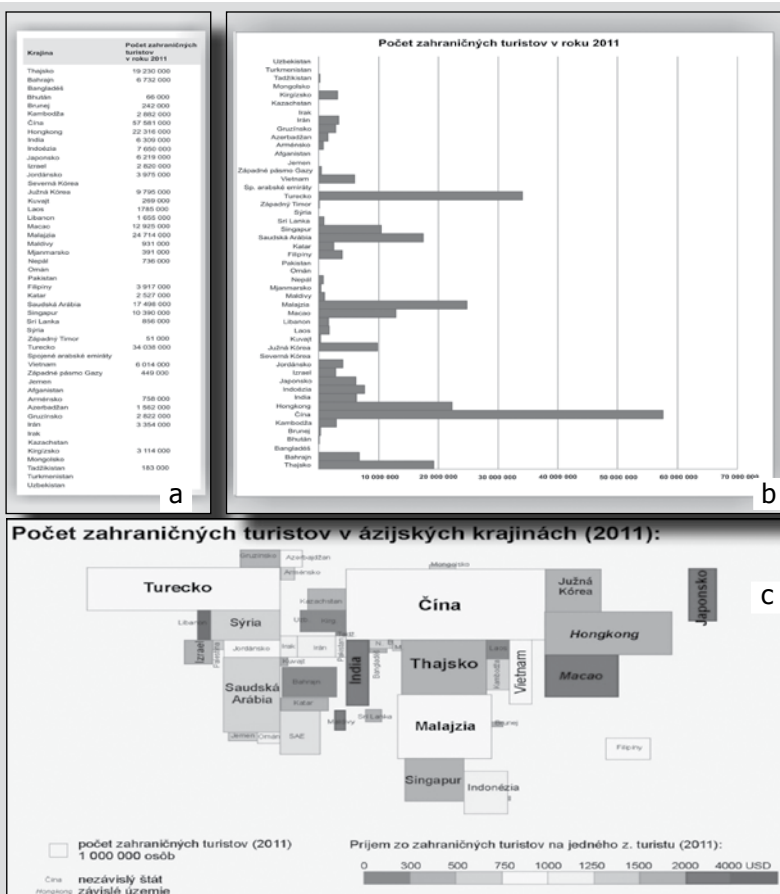 Krajina Počet zahraničných turistov v roku 2011
Thajsko 19 230 000
Bahrajn 6 732 000
Bangladéš
Bhután 66 000
Brunej 242 000
Kambodža 2 882 000
Čína 57 581 000
Hongkong 22 316 000
India 6 309 000
Indoézia 7 650 000
Japonsko 6 219 000
Izrael 2 820 000
Jordánsko 3 975 000
Severná Kórea
Južná Kórea 9 795 000
Kuvajt 269 000
Laos 1785 000
Libanon 1 655 000
Macao 12 925 000
Malajzia 24 714 000
Maldivy 931 000
Mjanmarsko 391 000
Nepál 736 000
Omán
Pakistan
Filipíny 3 917 000
Katar 2 527 000
Saudská Arábia 17 498 000
Singapur 10 390 000
Srí Lanka 856 000
Sýria
Západný Timor 51 000
Turecko 34 038 000
Spojené arabské emiráty
Vietnam 6 014 000
Západné pásmo Gazy 449 000
Jemen
Afganistan
Arménsko 758 000
Azerbadžan 1 562 000
Gruzínsko 2 822 000
Irán 3 354 000
Irak
Kazachstan
Kirgízsko 3 114 000
Mongolsko
Tadžikistan 183 000
Turkmenistan
Uzbekistan
a
Počet zahraničných turistov v roku 2011
Uzbekistan
Turkmenistan
Tadžikistan
Mongolsko
Kirgízsko
Kazachstan
Irak
Irán
Gruzínsko
Azerbadžan
Arménsko
Afganistan
Jemen
Západné pásmo Gazy
Vietnam
Sp. arabské emiráty
Turecko
Západný Timor
Sýria
Srí Lanka
Singapur
Saudská Arábia
Katar
Filipíny
Pakistan
Omán
Nepál
Mjanmarsko
Maldivy
Malajzia
Macao
Libanon
Laos
Kuvajt
Južná Kórea
Severná Kórea
Jordánsko
Izrael
Japonsko
Indoézia
India
Hongkong
Čína
Kambodža
Brunej
Bhután
Bangladéš
Bahrajn
Thajsko
10 000 000 20 000 000 30 000 000 40 000 000 50 000 000 60 000 000 70 000 000
b
Počet zahraničných turistov v ázijských krajinách (2011):
c
Gruzínsko
Azerbajdžan
Mongolsko
Arménsko
Turecko
Čína
Južná
Kórea
Japonsko
Kazachstan
Libanon
Sýria
Hongkong
Izrael
Jordánsko
Irak
Irán
Pakistan
India
Bangladéš
Thajsko
Laos
Kambodža
Vietnam
Kuvajt
Saudská
Arábia
Bahrajn
Macao
Katar
Maldivy
Srí Lanka
Malajzia
Brunej
Jemen
Omán
SAE
Filipíny
Singapur
Indonézia
počet zahraničných turistov (2011)
1 000 000 osôb
Čína nezávislý štát
Hongkong závislé územie
Príjem zo zahraničných turistov na jedného z. turistu (2011):
0 300 500 750 1000 1250 1500 2000 4000 USD